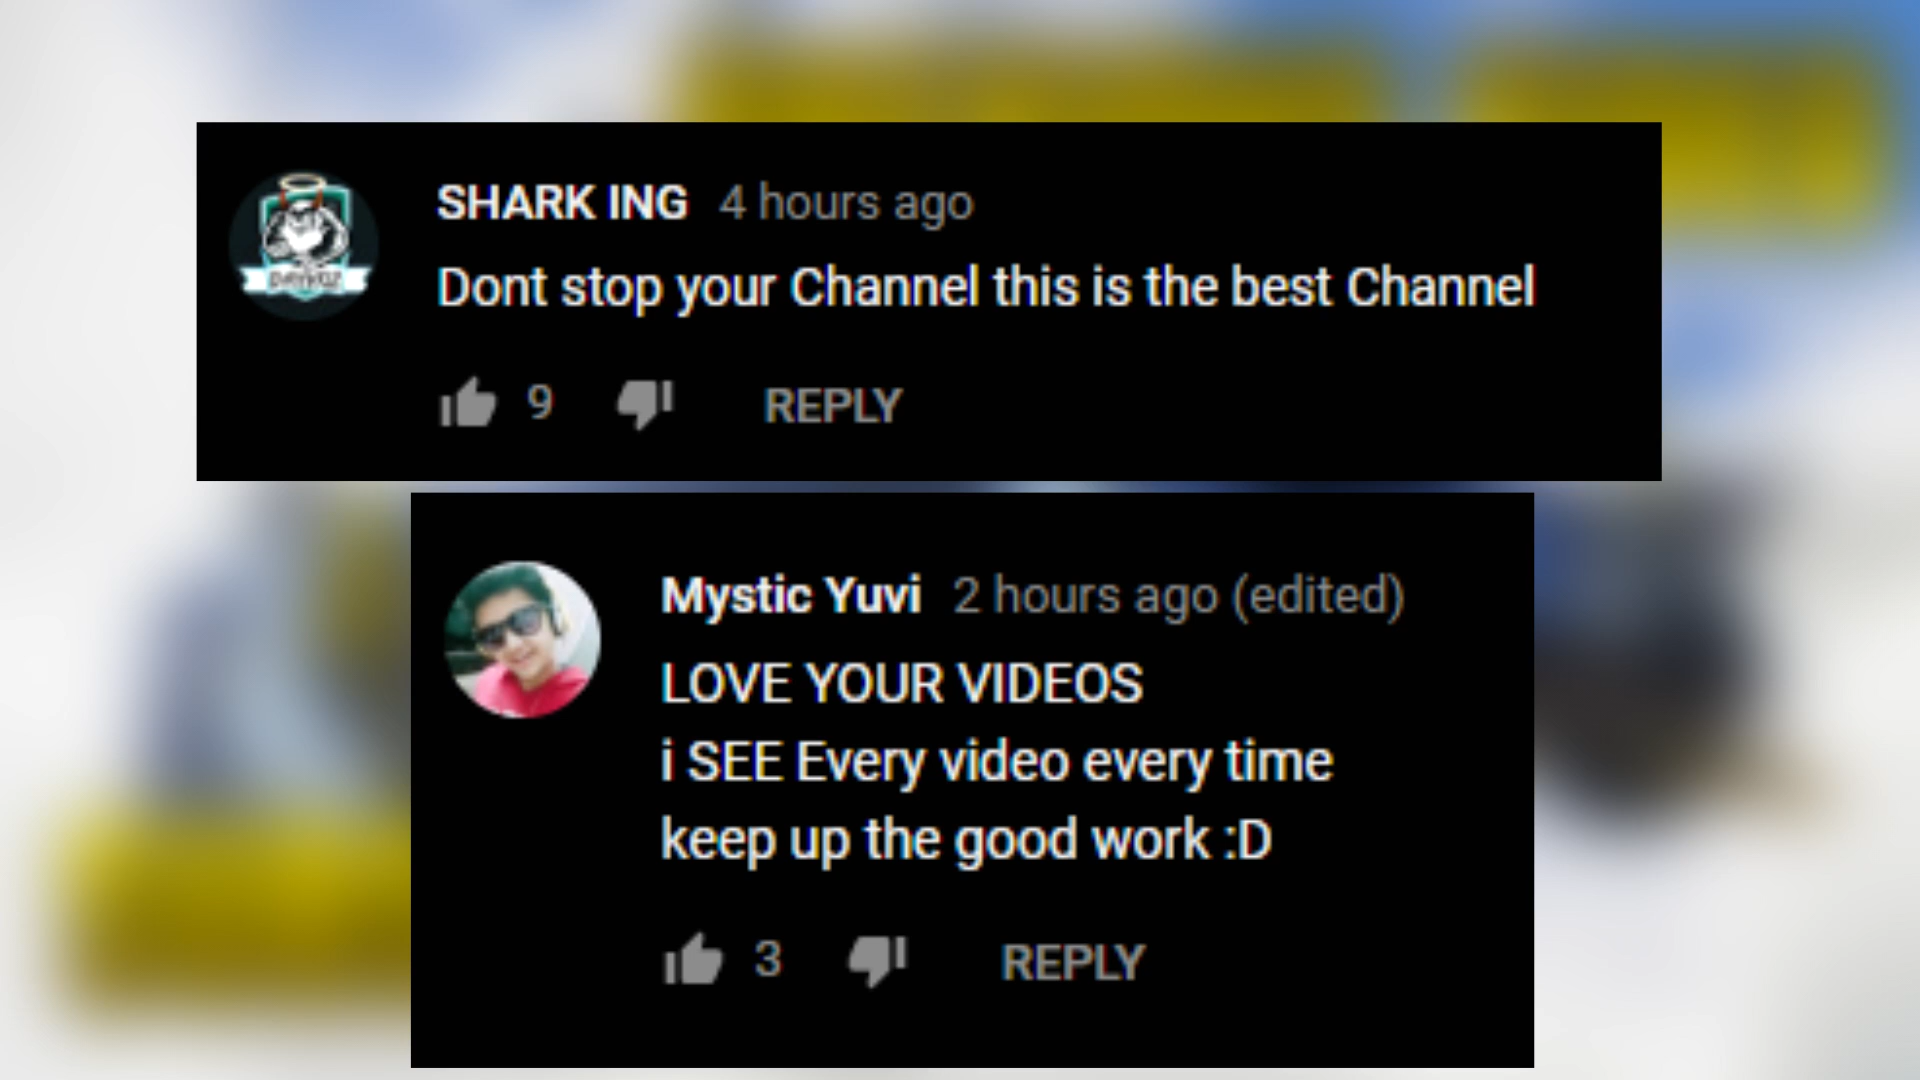 SHARK ING 4 hours ago
Dont stop your Channel this is the best Channel
9 REPLY
Mystic Yuvi 2 hours ago (edited)
LOVE YOUR VIDEOS
i SEE Every video every time
keep up the good work :D
3 REPLY